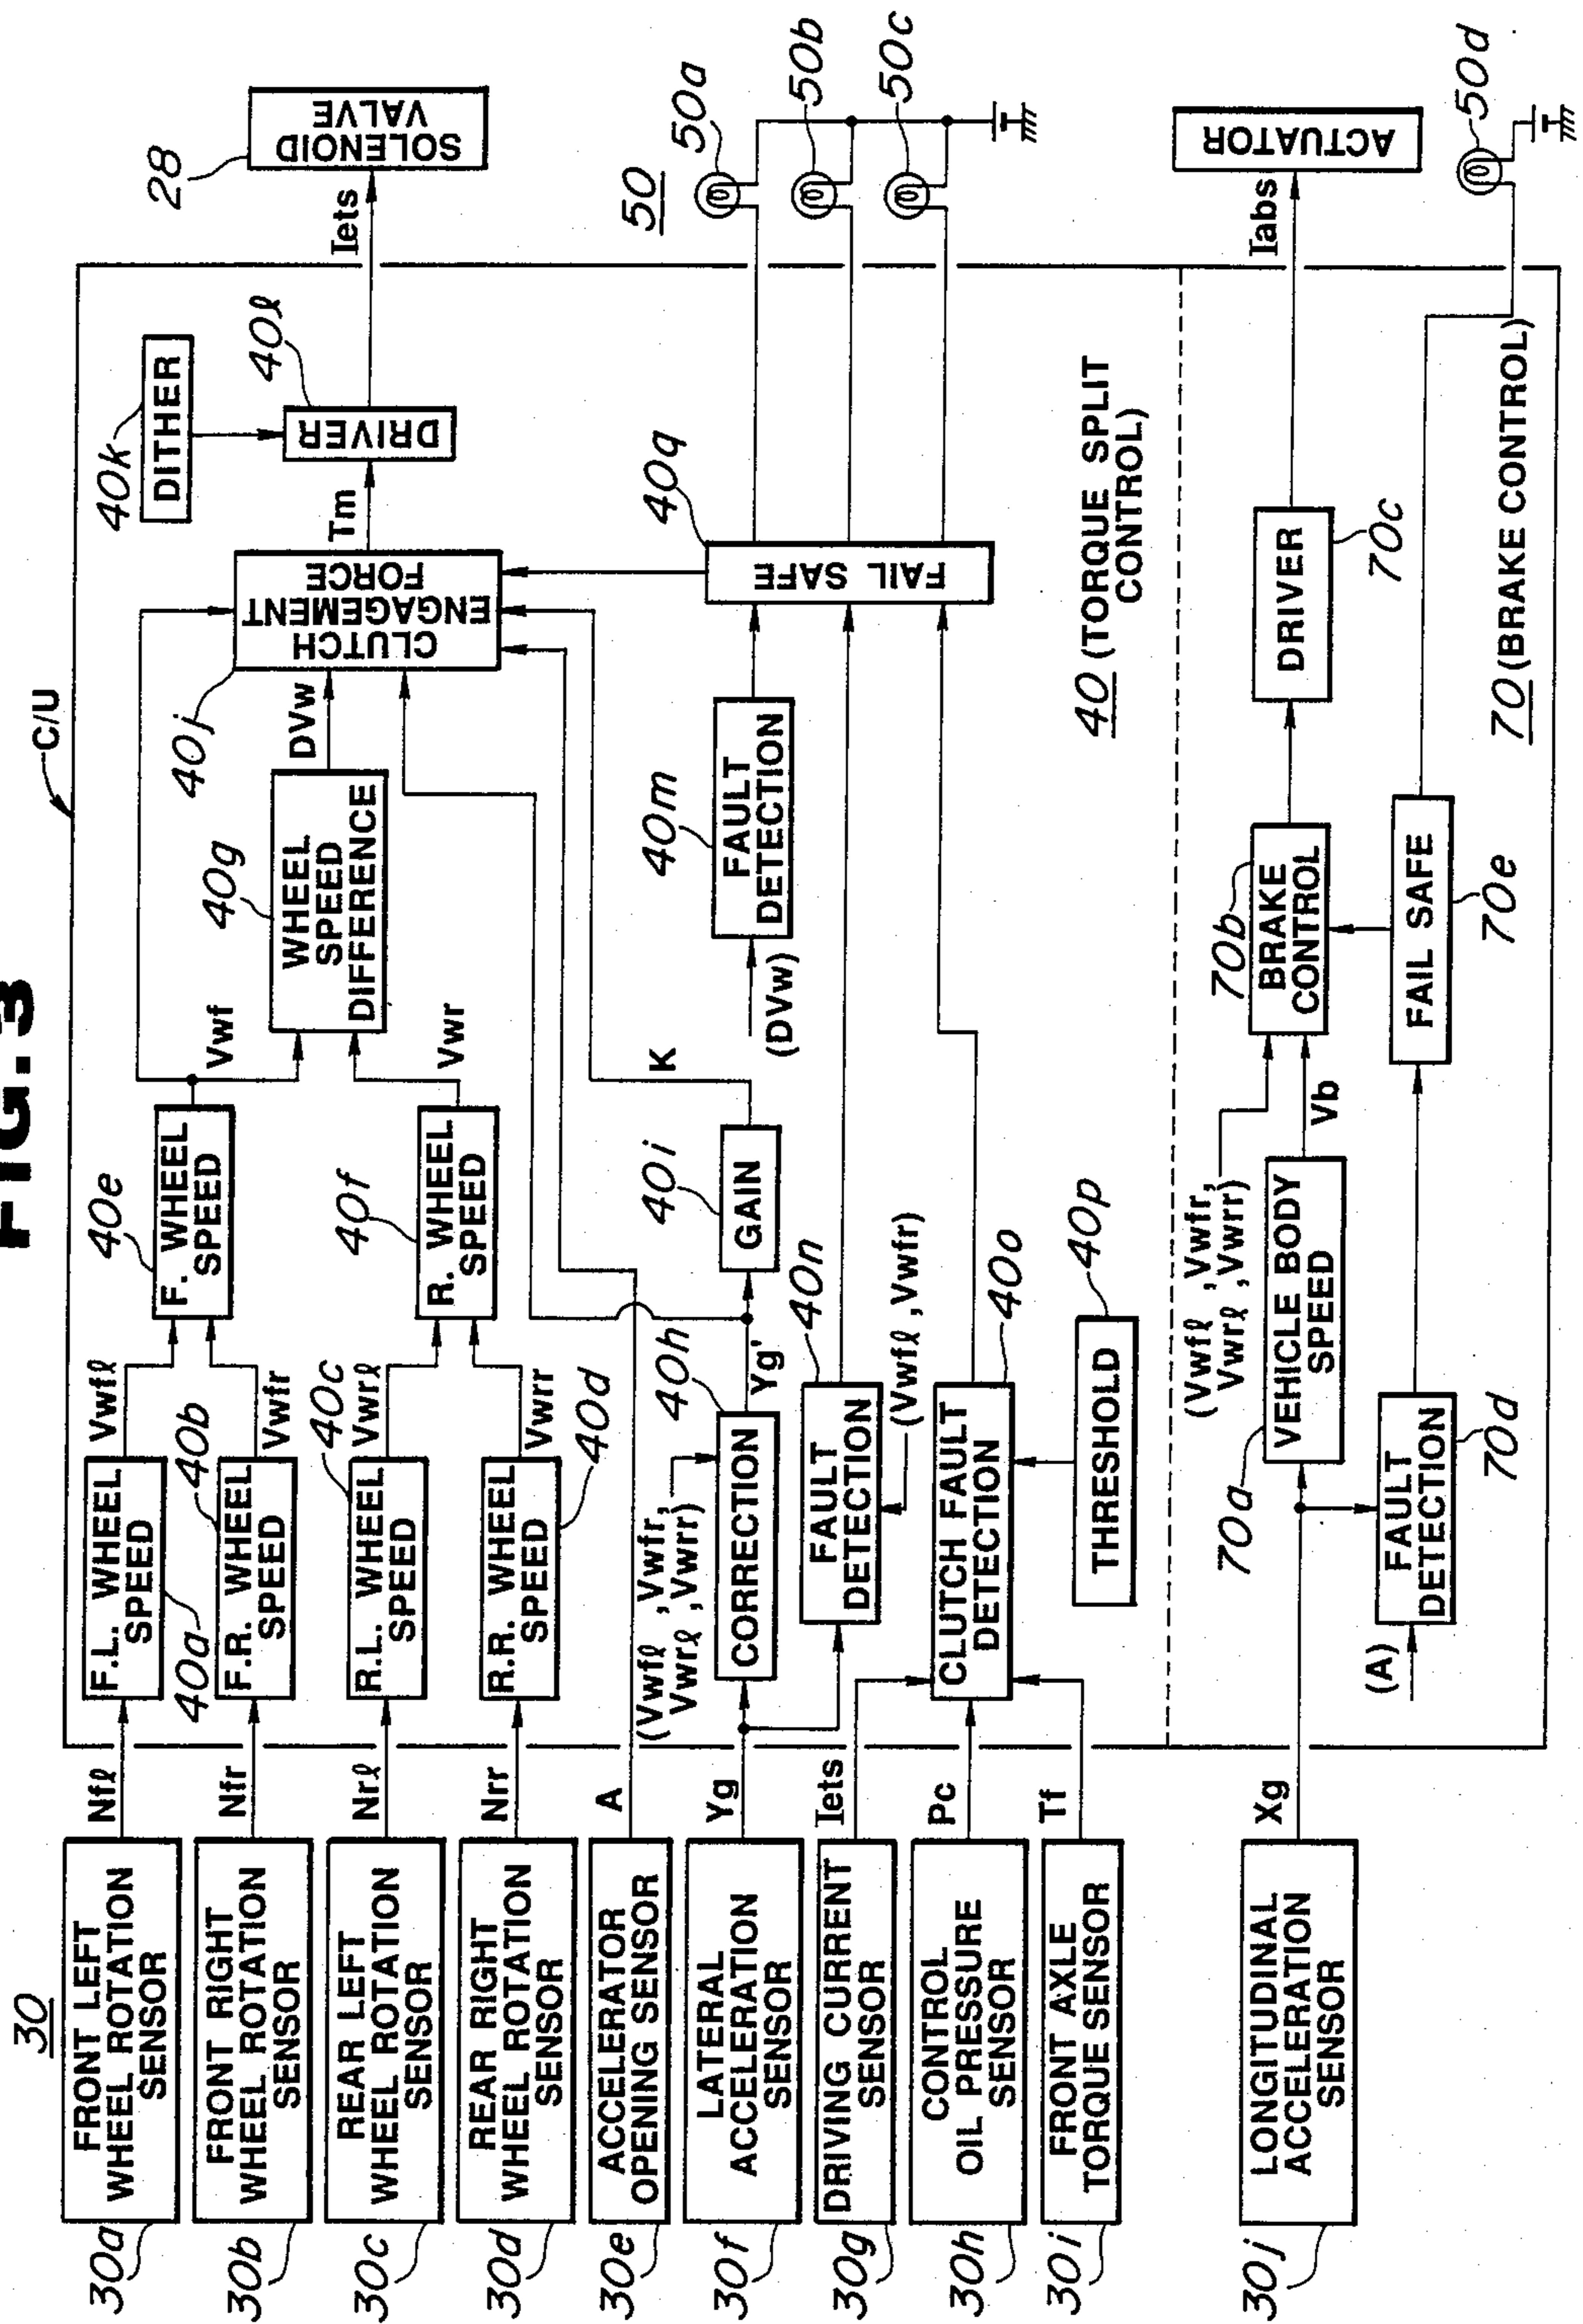 FIG.3
C/U
30
FRONT LEFT
WHEEL ROTATION
SENSOR
30a
FRONT RIGHT
WHEEL ROTATION
SENSOR
30b
REAR LEFT
WHEEL ROTATION
SENSOR
30c
REAR RIGHT
WHEEL ROTATION
SENSOR
30d
ACCELERATOR
OPENING SENSOR
30e
LATERAL
ACCELERATION
SENSOR
30f
DRIVING CURRENT
SENSOR
30g
CONTROL
OIL PRESSURE
SENSOR
30h
FRONT AXLE
TORQUE SENSOR
30i
LONGITUDINAL
ACCELERATION
SENSOR
30j
Nfℓ
Nfr
Nrℓ
Nrr
A
Yg
Iets
Pc
Tf
Xg
F.L. WHEEL
SPEED
40a
F.R. WHEEL
SPEED
40b
R.L. WHEEL
SPEED
40c
R.R. WHEEL
SPEED
40d
Vwfℓ
Vwfr
Vwrℓ
Vwrr
F. WHEEL
SPEED
40e
R. WHEEL
SPEED
40f
Vwf
Vwr
WHEEL
SPEED
DIFFERENCE
40g
DVw
(Vwfℓ ,Vwfr,
Vwrℓ ,Vwrr)
CORRECTION
40h
Yg'
GAIN
40i
K
CLUTCH
ENGAGEMENT
FORCE
40j
Tm
DITHER
40k
DRIVER
40ℓ
Iets
SOLENOID
VALVE
28
FAULT
DETECTION
40m
(DVw)
FAULT
DETECTION
40n
(Vwfℓ ,Vwfr)
CLUTCH FAULT
DETECTION
40o
THRESHOLD
40p
FAIL SAFE
40q
50
50a
50b
50c
40 (TORQUE SPLIT
CONTROL)
(Vwfℓ ,Vwfr,
Vwrℓ ,Vwrr)
VEHICLE BODY
SPEED
70a
Vb
BRAKE
CONTROL
70b
DRIVER
70c
Iabs
ACTUATOR
(A)
FAULT
DETECTION
70d
FAIL SAFE
70e
50d
70 (BRAKE CONTROL)